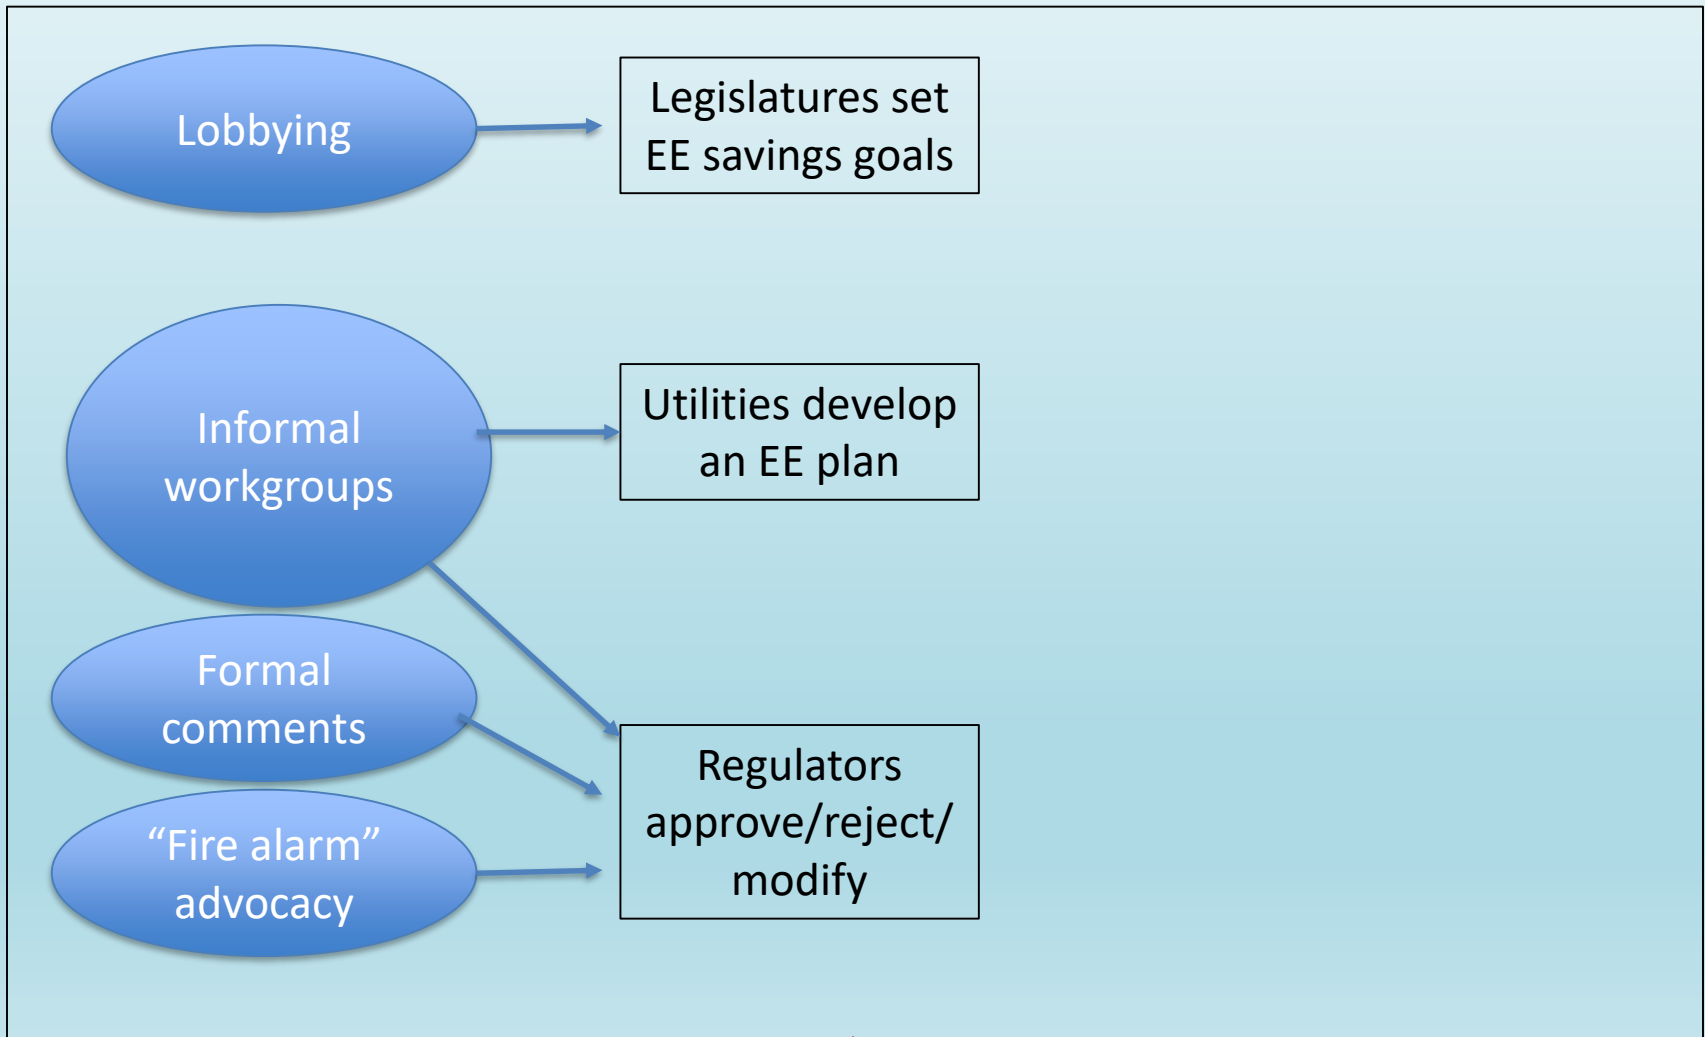 Lobbying
Legislatures set
EE savings goals
Informal
workgroups
Utilities develop
an EE plan
Formal
comments
“Fire alarm”
advocacy
Regulators
approve/reject/
modify